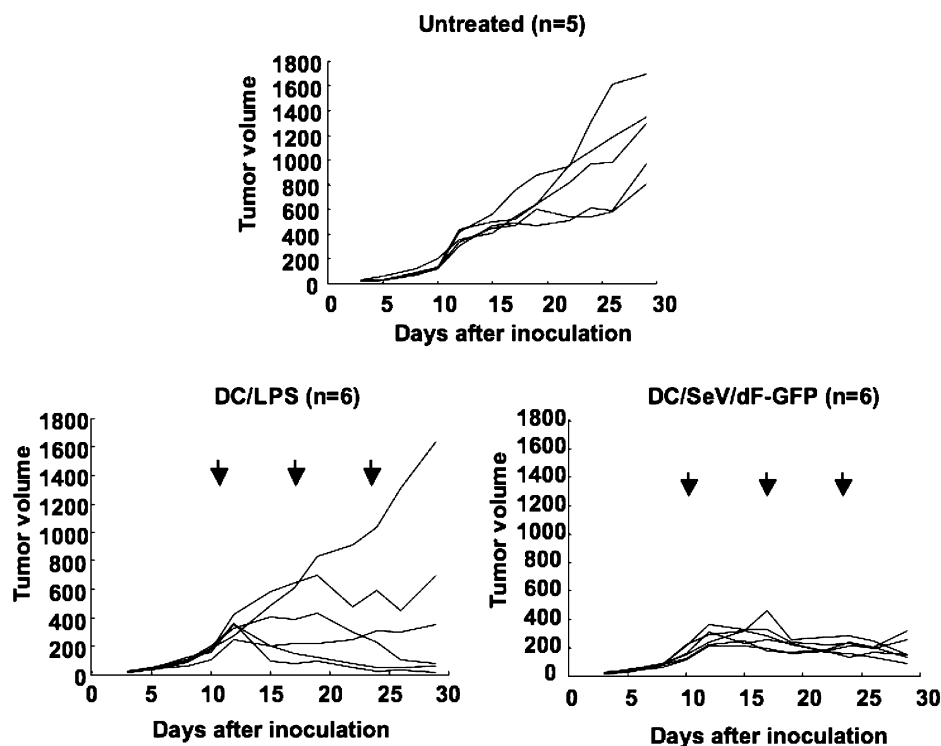 Untreated (n=5)
Tumor volume
1800
1600
1400
1200
1000
800
600
400
200
0
0 5 10 15 20 25 30
Days after inoculation
DC/LPS (n=6)
Tumor volume
1800
1600
1400
1200
1000
800
600
400
200
0
0 5 10 15 20 25 30
Days after inoculation
DC/SeV/dF-GFP (n=6)
Tumor volume
1800
1600
1400
1200
1000
800
600
400
200
0
0 5 10 15 20 25 30
Days after inoculation